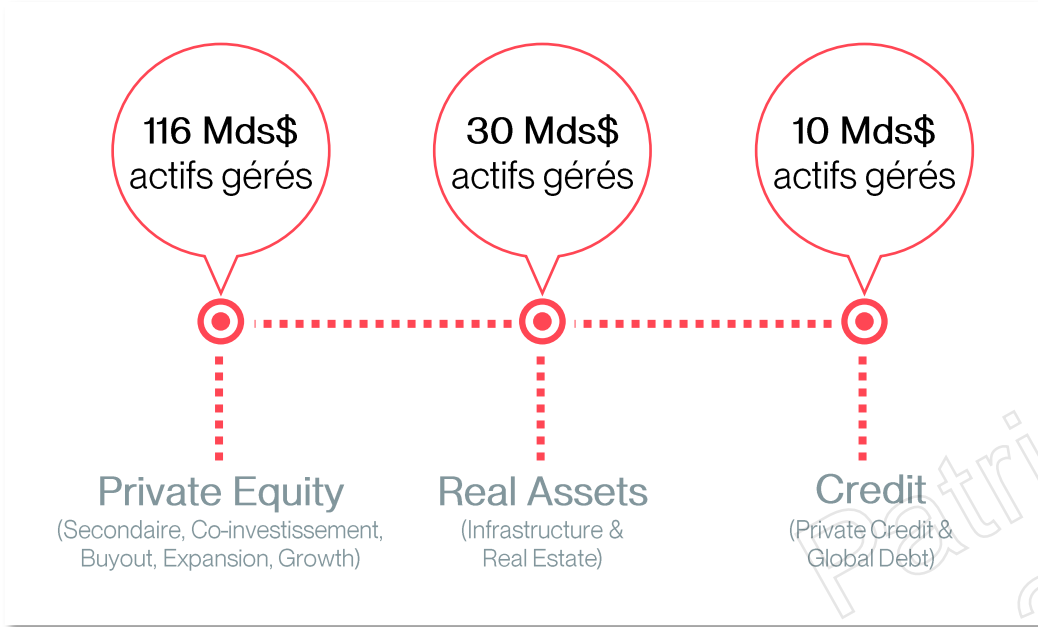 116 Mds$
actifs gérés
30 Mds$
actifs gérés
10 Mds$
actifs gérés
Private Equity
(Secondaire, Co-investissement,
Buyout, Expansion, Growth)
Real Assets
(Infrastructure &
Real Estate)
Credit
(Private Credit &
Global Debt)